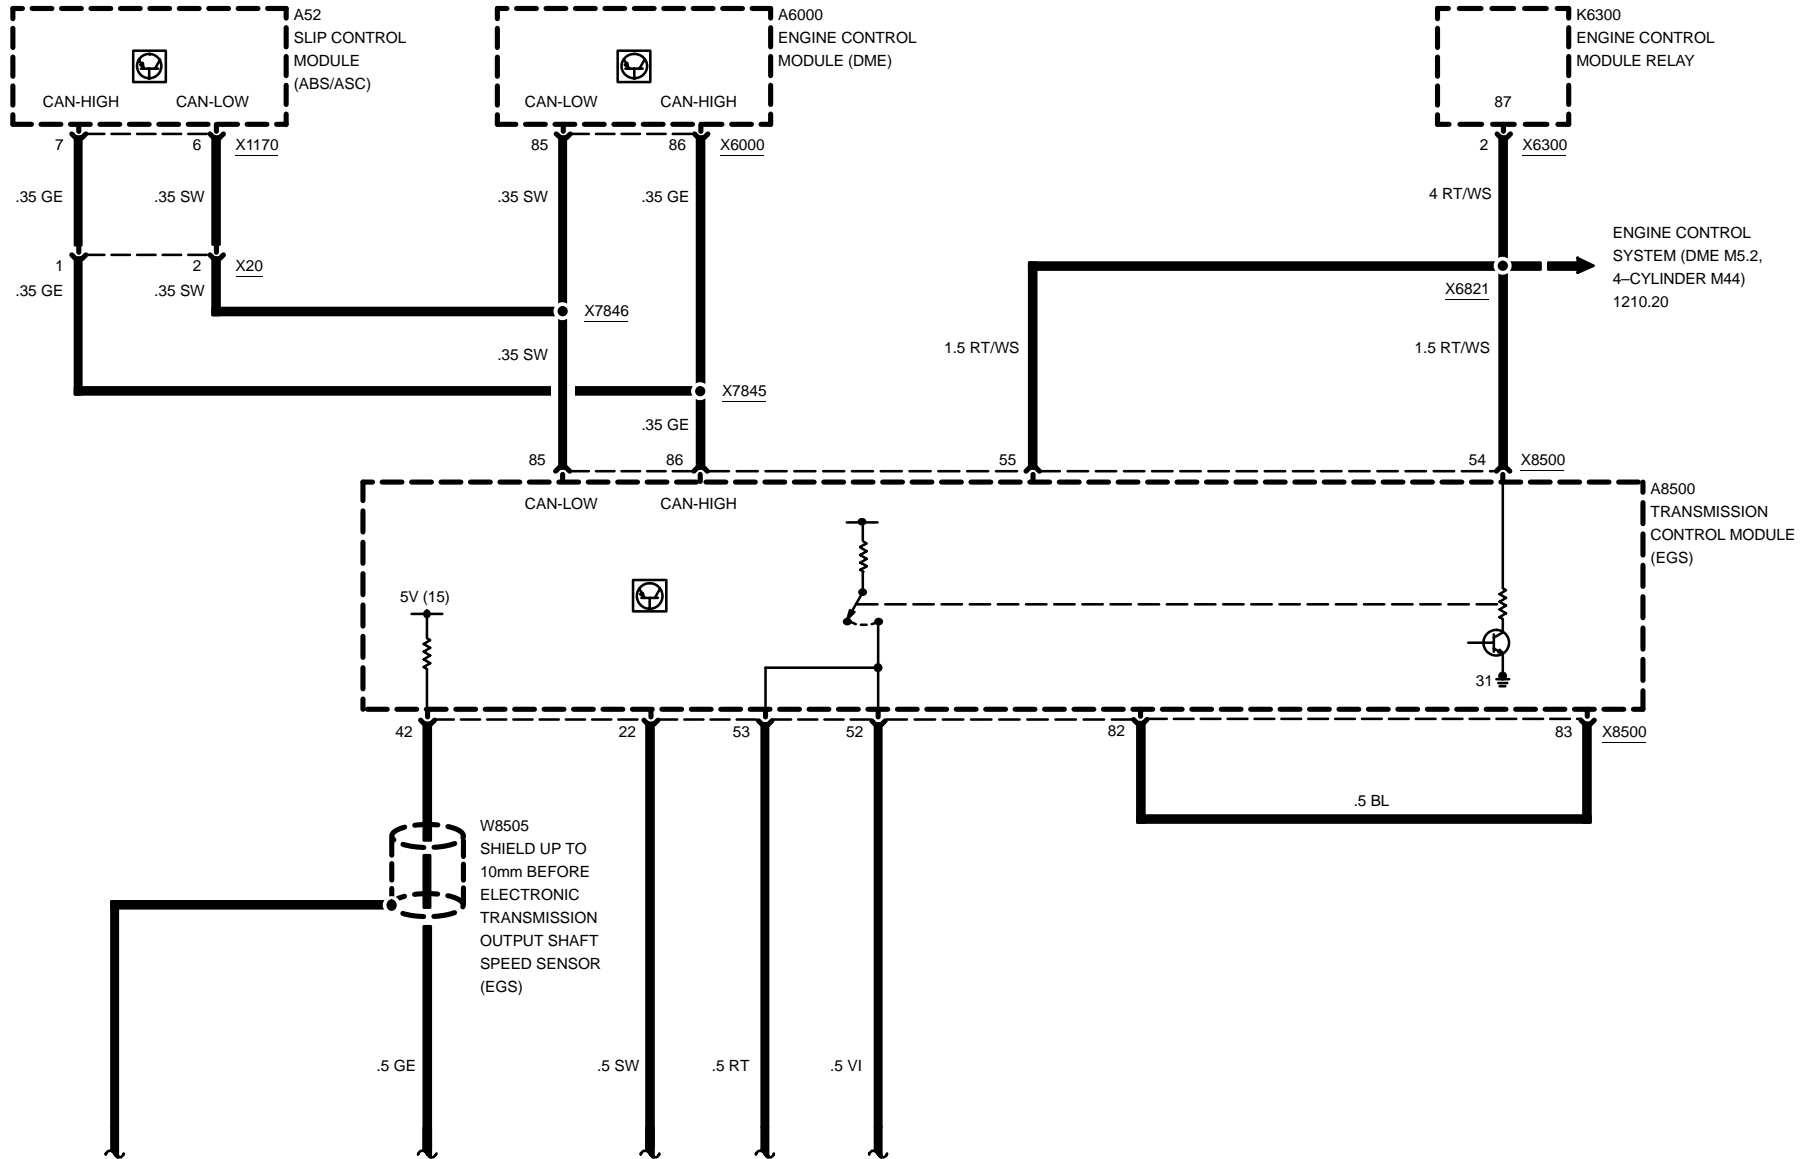 A52
SLIP CONTROL
MODULE
(ABS/ASC)
CAN-HIGH
CAN-LOW
A6000
ENGINE CONTROL
MODULE (DME)
CAN-LOW
CAN-HIGH
K6300
ENGINE CONTROL
MODULE RELAY
87
7
6
X1170
85
86
X6000
2
X6300
.35 GE
.35 SW
.35 SW
.35 GE
4 RT/WS
1
2
X20
.35 GE
.35 SW
ENGINE CONTROL
SYSTEM (DME M5.2,
4–CYLINDER M44)
1210.20
X6821
X7846
.35 SW
1.5 RT/WS
1.5 RT/WS
X7845
.35 GE
85
86
55
54
X8500
CAN-LOW
CAN-HIGH
A8500
TRANSMISSION
CONTROL MODULE
(EGS)
5V (15)
31
42
22
53
52
82
83
X8500
.5 BL
W8505
SHIELD UP TO
10mm BEFORE
ELECTRONIC
TRANSMISSION
OUTPUT SHAFT
SPEED SENSOR
(EGS)
.5 GE
.5 SW
.5 RT
.5 VI